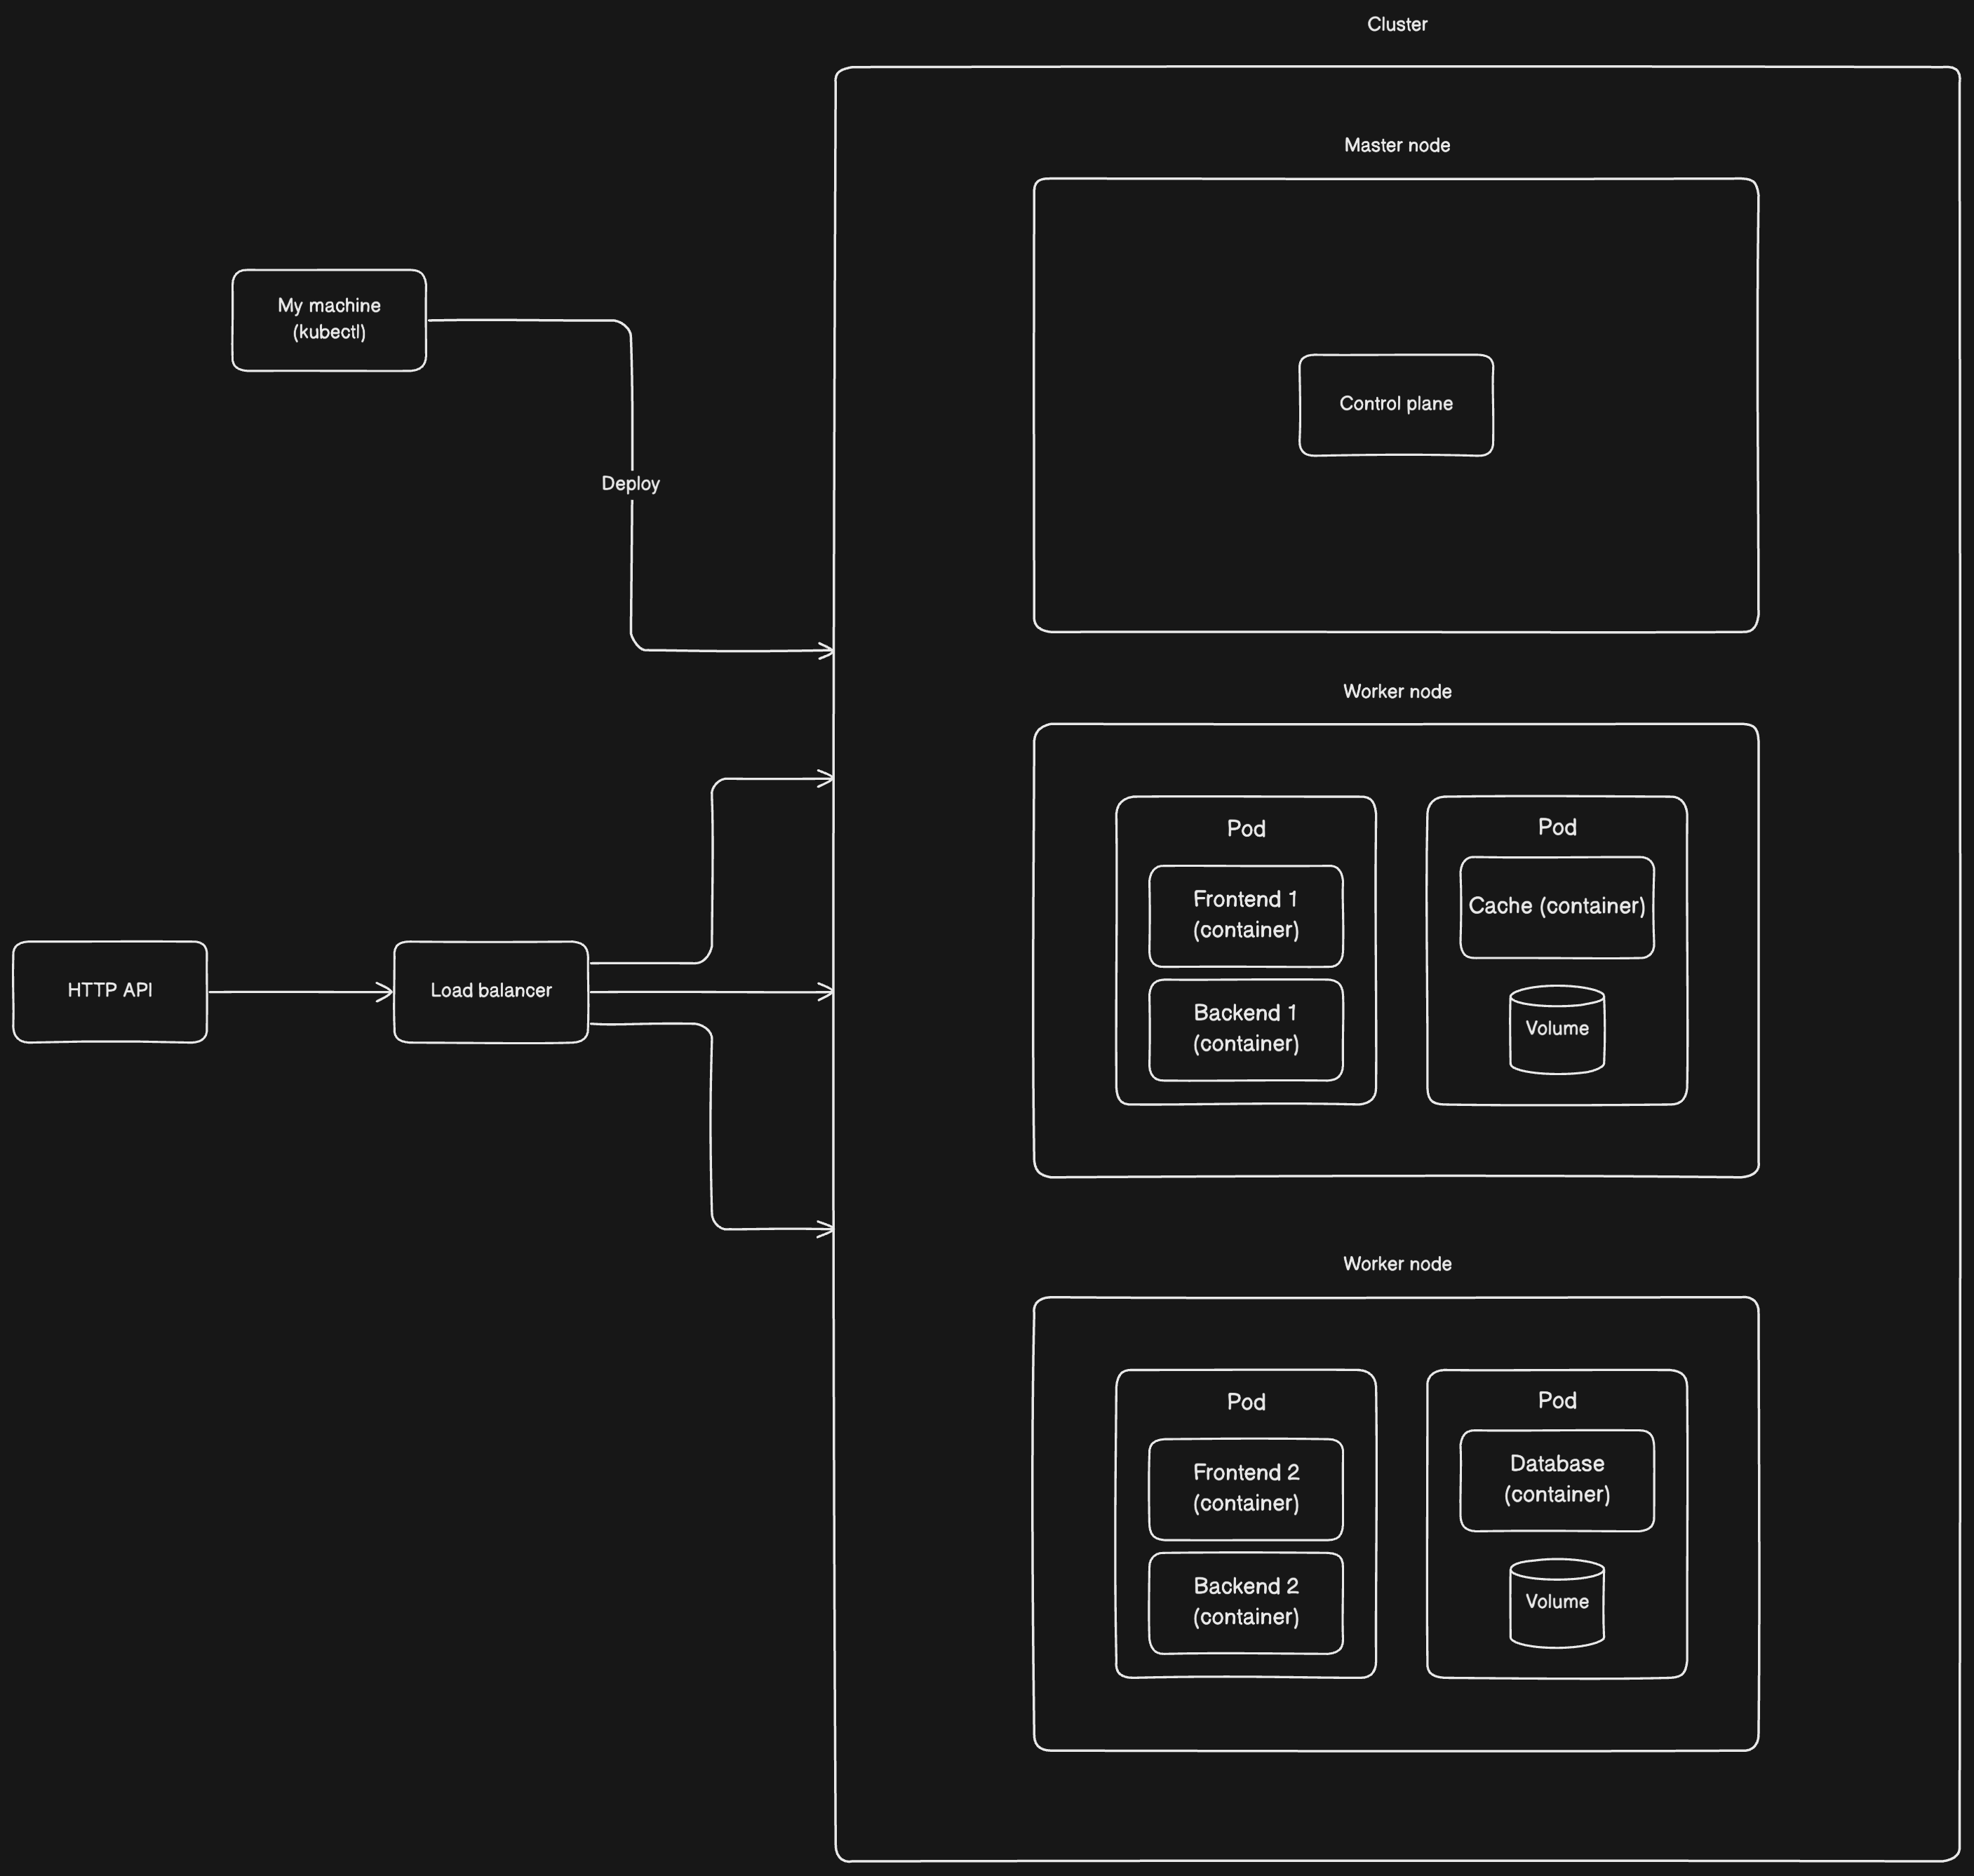 Cluster
Master node
My machine
(kubectl)
Control plane
Deploy
Worker node
Pod
Pod
Frontend 1
(container)
Cache (container)
HTTP API
Load balancer
Backend 1
(container)
Volume
Worker node
Pod
Pod
Frontend 2
(container)
Database
(container)
Backend 2
(container)
Volume